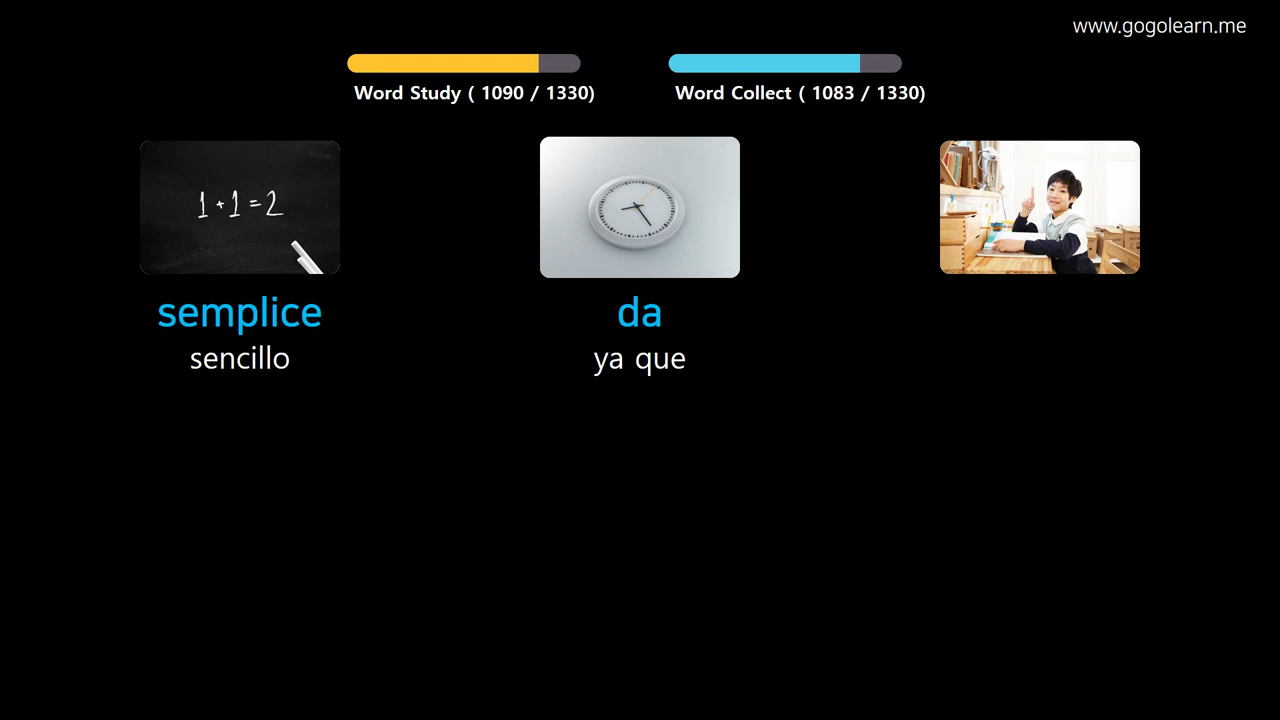 www.gogolearn.me
Word Study ( 1090 / 1330)
Word Collect ( 1083 / 1330)
1+1=2
semplice
da
sencillo
ya que